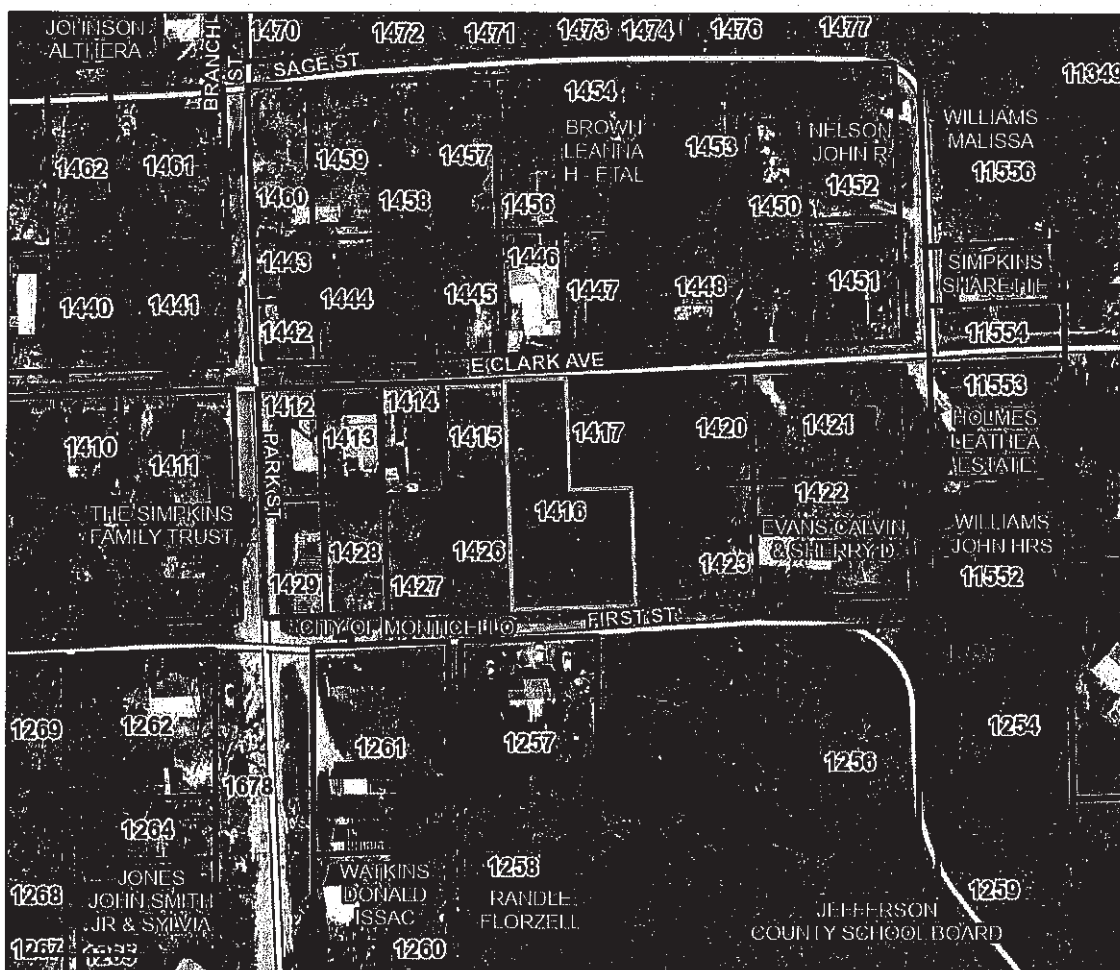 JOHNSON
ALTHERA
BRANCH
ST.
1470
1472
1471
1473
1474
1476
1477
SAGE ST
11349
1454
BROWN
LEANNA
H - ETAL
1453
NELSON
JOHN R
1452
WILLIAMS
MALISSA
11556
1462
1461
1459
1457
1460
1458
1456
1450
1443
1446
SIMPKINS
1440
1441
1444
1445
1447
1448
1451
1442
11554
E CLARK AVE
11553
HOLMES
LEATHEA
ESTATE
1412
1414
1413
1415
1417
1420
1421
1410
1411
PARK ST
1416
1422
THE SIMPKINS
FAMILY TRUST
EVANS CALVIN
& SHERRY D
WILLIAMS
JOHN HRS
11552
1428
1426
1423
1429
1427
CITY OF MONTICELLO
FIRST ST
1269
1262
1261
1257
1256
1254
1678
1264
1268
JONES
JOHN SMITH
JR & SYLVIA
WATKINS
DONALD
ISSAC
1258
RANDLE
FLORZELL
1259
JEFFERSON
COUNTY SCHOOL BOARD
1267
1265
1260